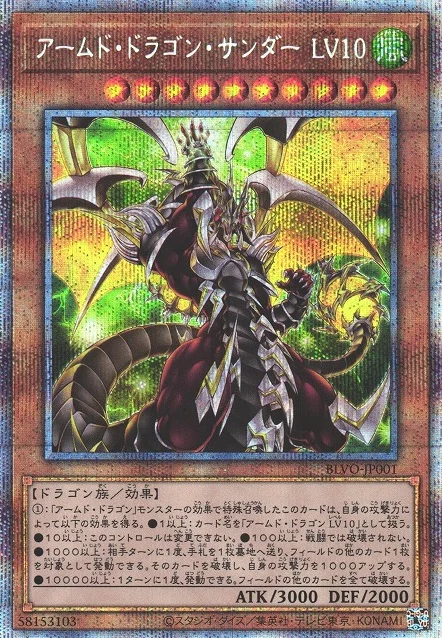 アームド・ドラゴン・サンダー LV10
風
BLVO-JP001
【ドラゴン族/効果】
①:「アームド・ドラゴン」モンスターの効果で特殊召喚したこのカードは、自身の攻撃力に
よって以下の効果を得る。●1以上:カード名を「アームド・ドラゴン LV10」として扱う。
●10以上:このコントロールは変更できない。●100以上:戦闘では破壊されない。
●1000以上:相手ターンに1度、手札を1枚墓地へ送り、フィールドの他のカード1枚
を対象として発動できる。そのカードを破壊し、自身の攻撃力を1000アップする。
●10000以上:1ターンに1度、発動できる。フィールドの他のカードを全て破壊する。
ATK/3000 DEF/2000
58153103 ©スタジオ・ダイス/集英社・テレビ東京・KONAMI